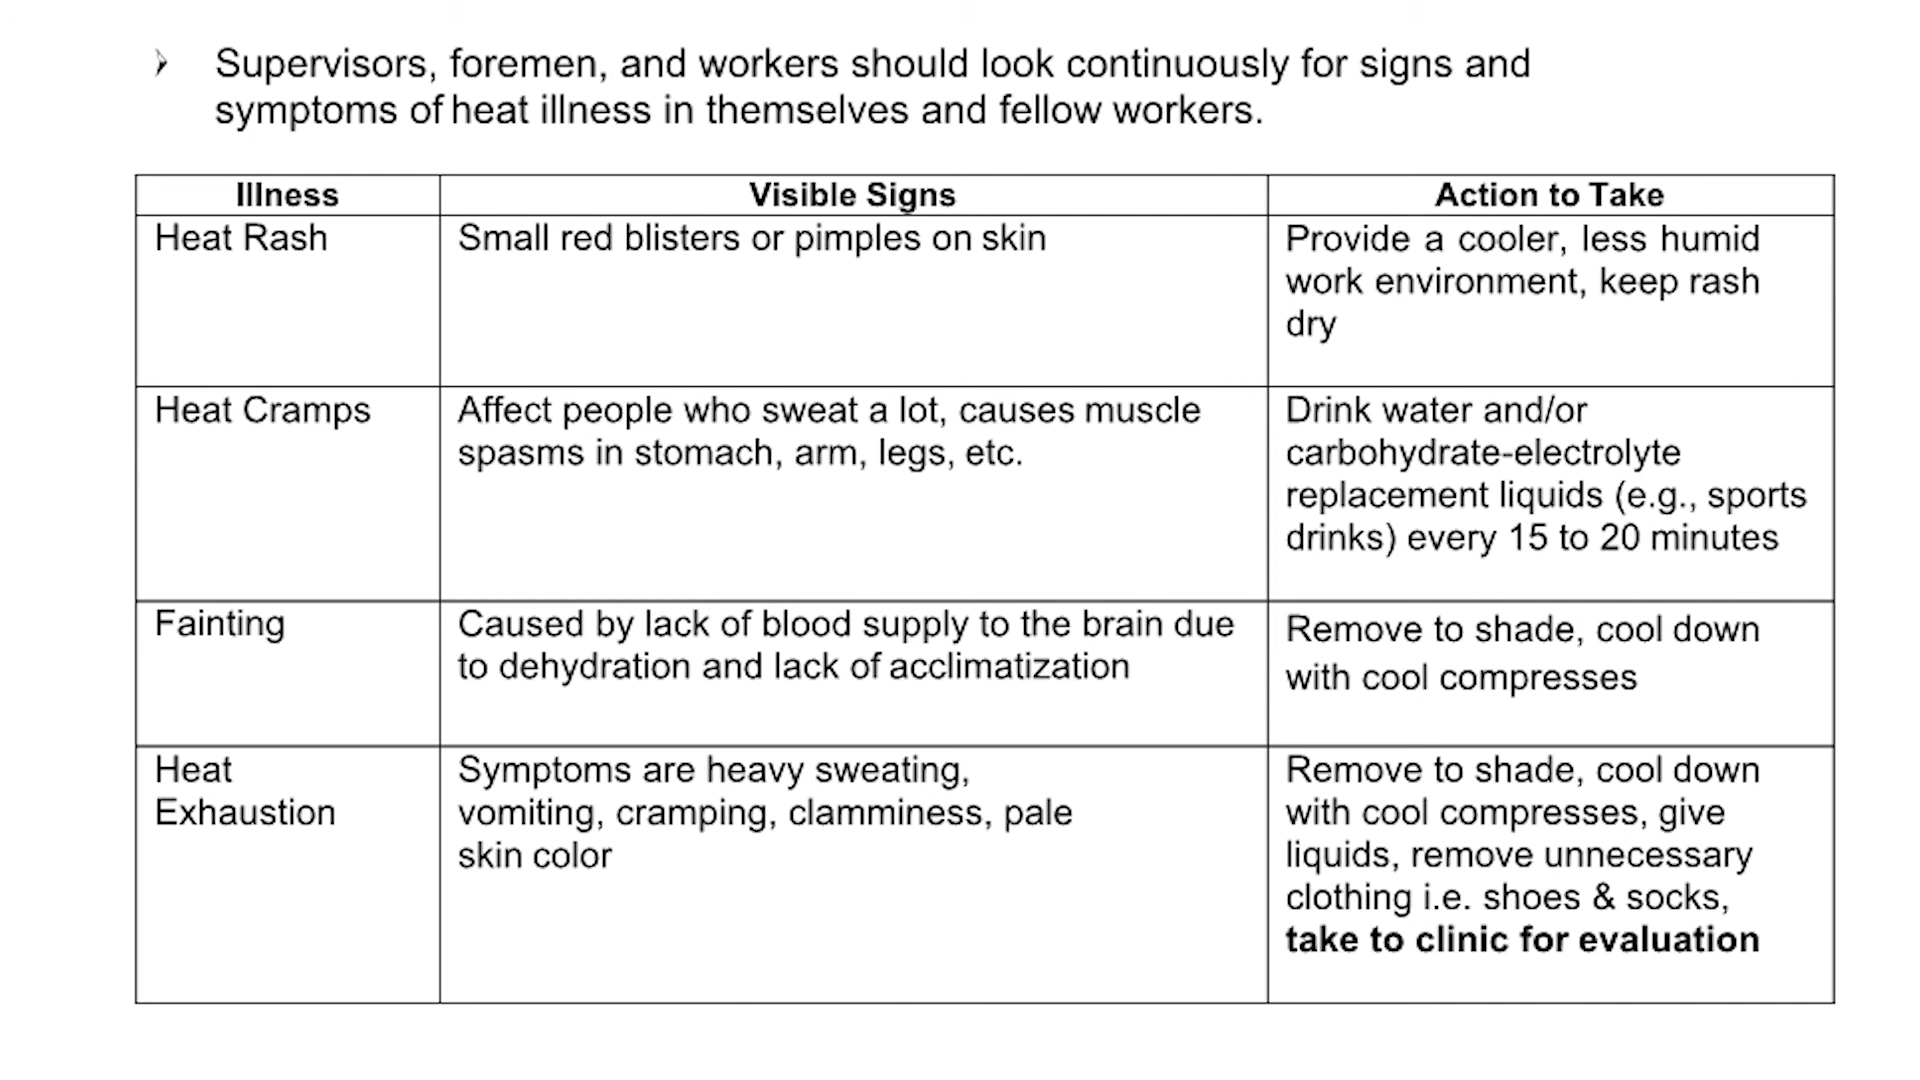 Supervisors, foremen, and workers should look continuously for signs and
symptoms of heat illness in themselves and fellow workers.
Illness
Visible Signs
Action to Take
Heat Rash
Small red blisters or pimples on skin
Provide a cooler, less humid
work environment, keep rash
dry
Heat Cramps
Affect people who sweat a lot, causes muscle
spasms in stomach, arm, legs, etc.
Drink water and/or
carbohydrate-electrolyte
replacement liquids (e.g., sports
drinks) every 15 to 20 minutes
Fainting
Caused by lack of blood supply to the brain due
to dehydration and lack of acclimatization
Remove to shade, cool down
with cool compresses
Heat
Exhaustion
Symptoms are heavy sweating,
vomiting, cramping, clamminess, pale
skin color
Remove to shade, cool down
with cool compresses, give
liquids, remove unnecessary
clothing i.e. shoes & socks,
take to clinic for evaluation